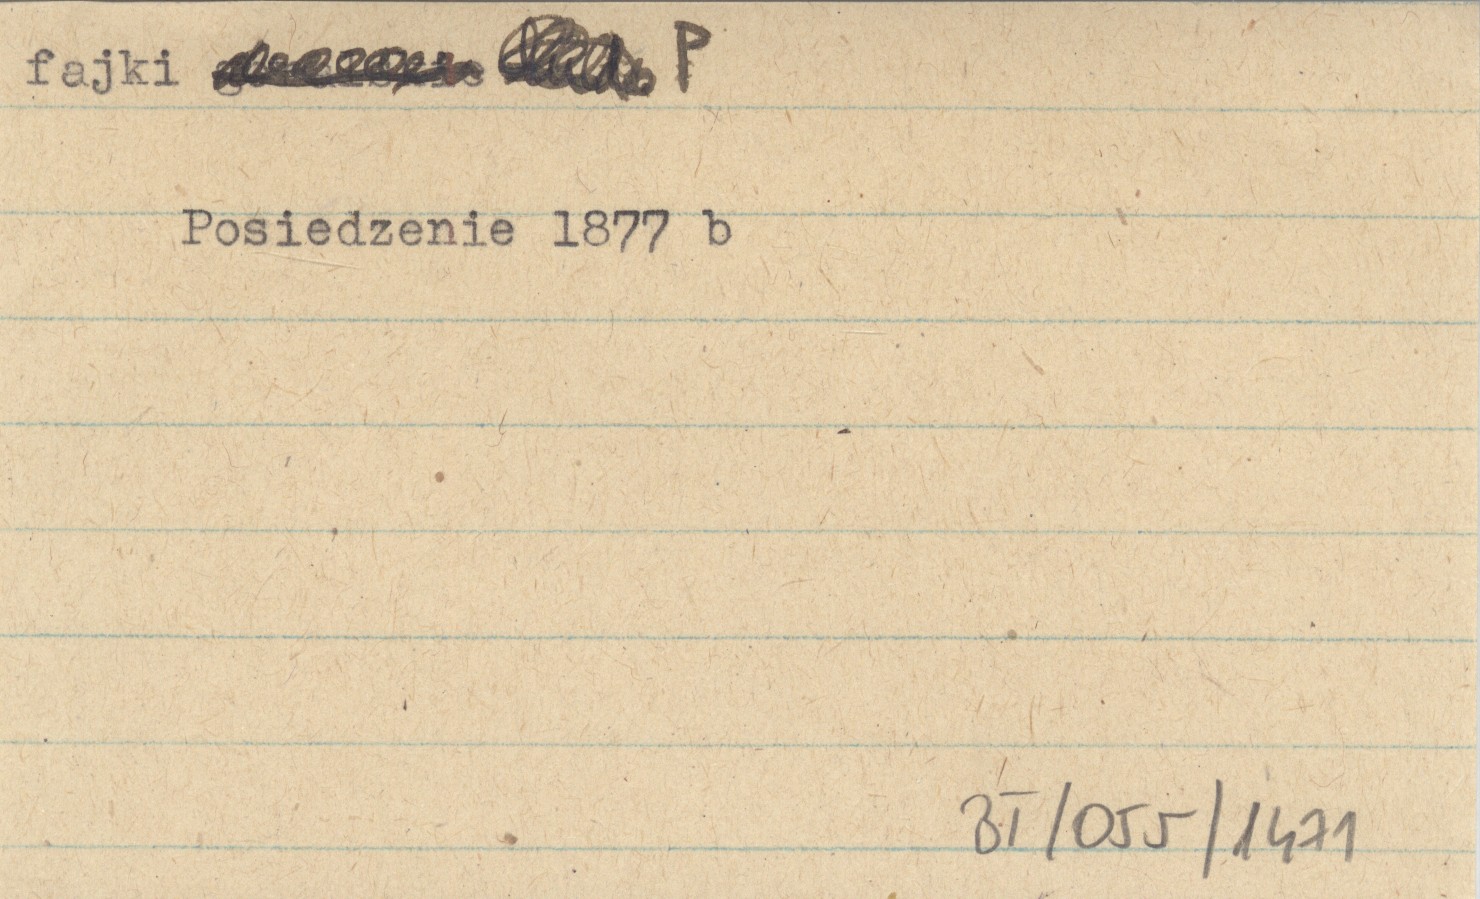 fajki P
Posiedzenie 1877 b
BT/055/1471